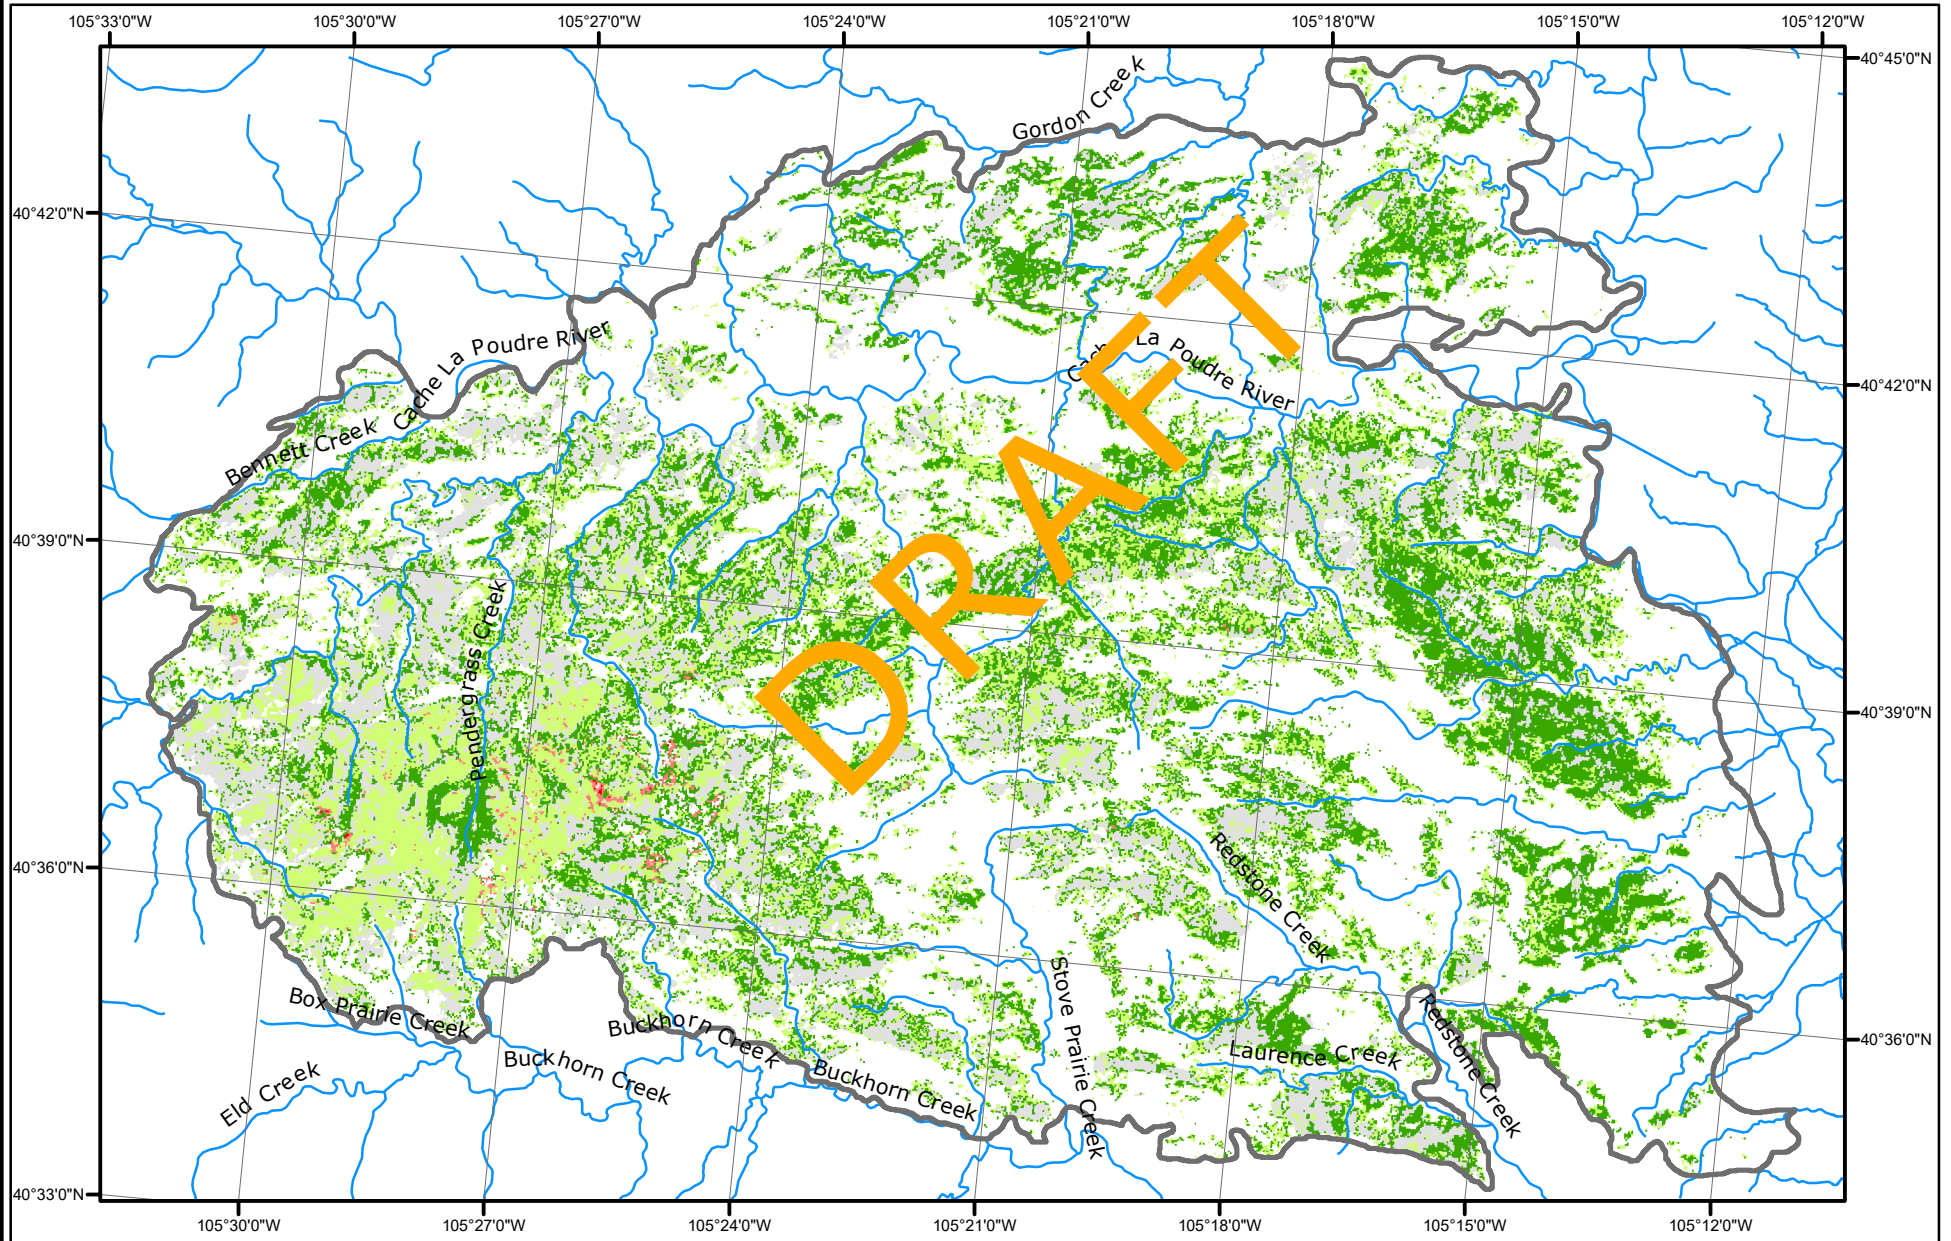 105°33'0"W 105°30'0"W 105°27'0"W 105°24'0"W 105°21'0"W 105°18'0"W 105°15'0"W 105°12'0"W
40°45'0"N
Gordon Creek
40°42'0"N
Cache La Poudre River
La Poudre River
40°42'0"N
Bennett Creek
DRAFT
40°39'0"N
Pendergrass Creek
40°39'0"N
Redstone Creek
40°36'0"N
Stove Prairie Creek
Box Prairie Creek
Buckhorn Creek
Redstone Creek
40°36'0"N
Laurence Creek
Buckhorn Creek
Buckhorn Creek
Eld Creek
40°33'0"N
105°30'0"W 105°27'0"W 105°24'0"W 105°21'0"W 105°18'0"W 105°15'0"W 105°12'0"W